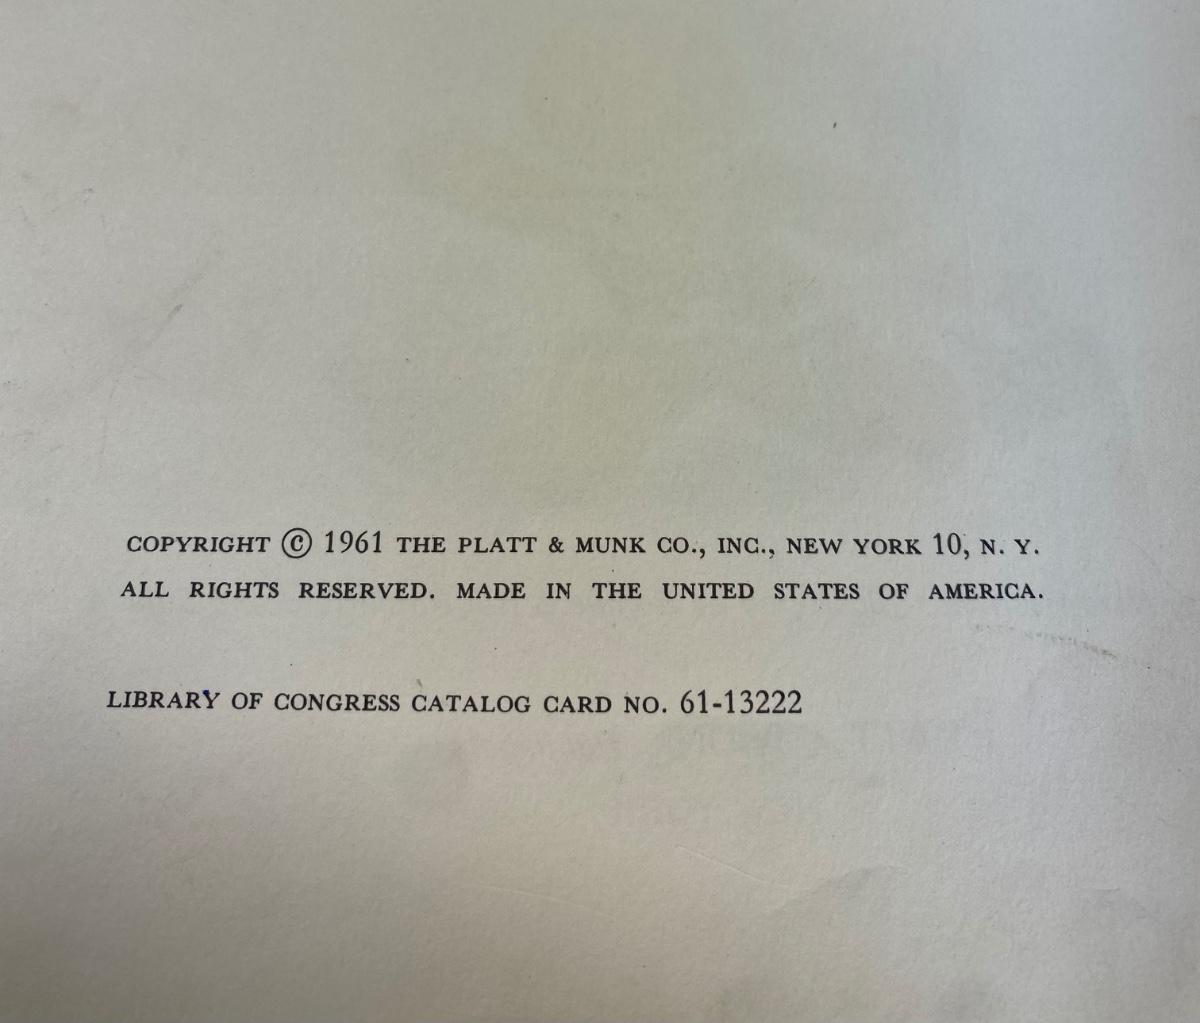 COPYRIGHT © 1961 THE PLATT & MUNK CO., INC., NEW YORK 10, N. Y.
ALL RIGHTS RESERVED. MADE IN THE UNITED STATES OF AMERICA.
LIBRARY OF CONGRESS CATALOG CARD NO. 61-13222